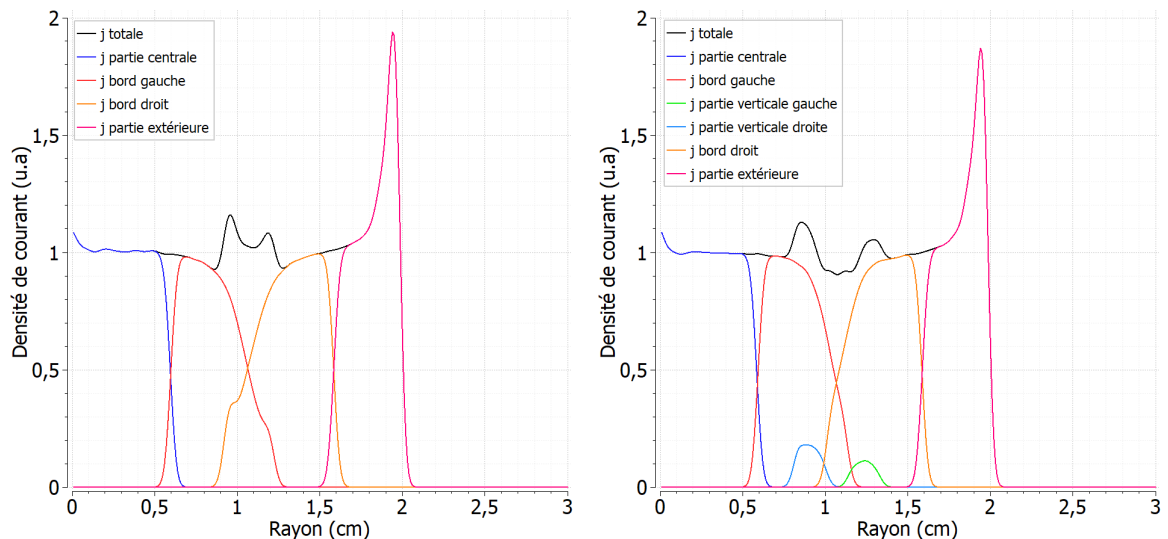 j totale
j partie centrale
j bord gauche
j bord droit
j partie extérieure
Densité de courant (u.a)
2
1,5
1
0,5
0
0 0,5 1 1,5 2 2,5 3
Rayon (cm)
j totale
j partie centrale
j bord gauche
j partie verticale gauche
j partie verticale droite
j bord droit
j partie extérieure
Densité de courant (u.a)
2
1,5
1
0,5
0
0 0,5 1 1,5 2 2,5 3
Rayon (cm)